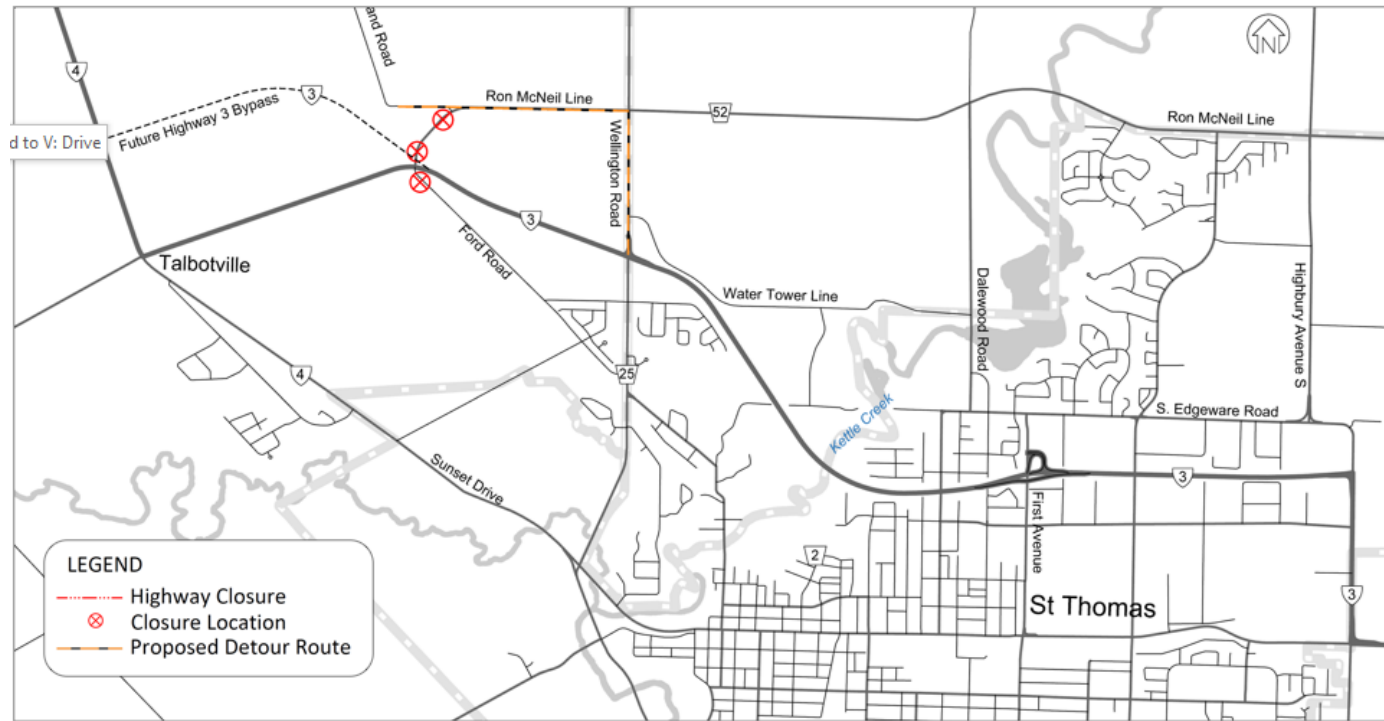 4
and Road
N
3
Ron McNeil Line
52
Ron McNeil Line
Future Highway 3 Bypass
d to V: Drive
Wellington Road
3
Ford Road
Talbotville
Water Tower Line
Dalewood Road
Highbury Avenue S
4
25
Kettle Creek
S. Edgeware Road
Sunset Drive
3
First Avenue
2
St Thomas
3
LEGEND
Highway Closure
Closure Location
Proposed Detour Route